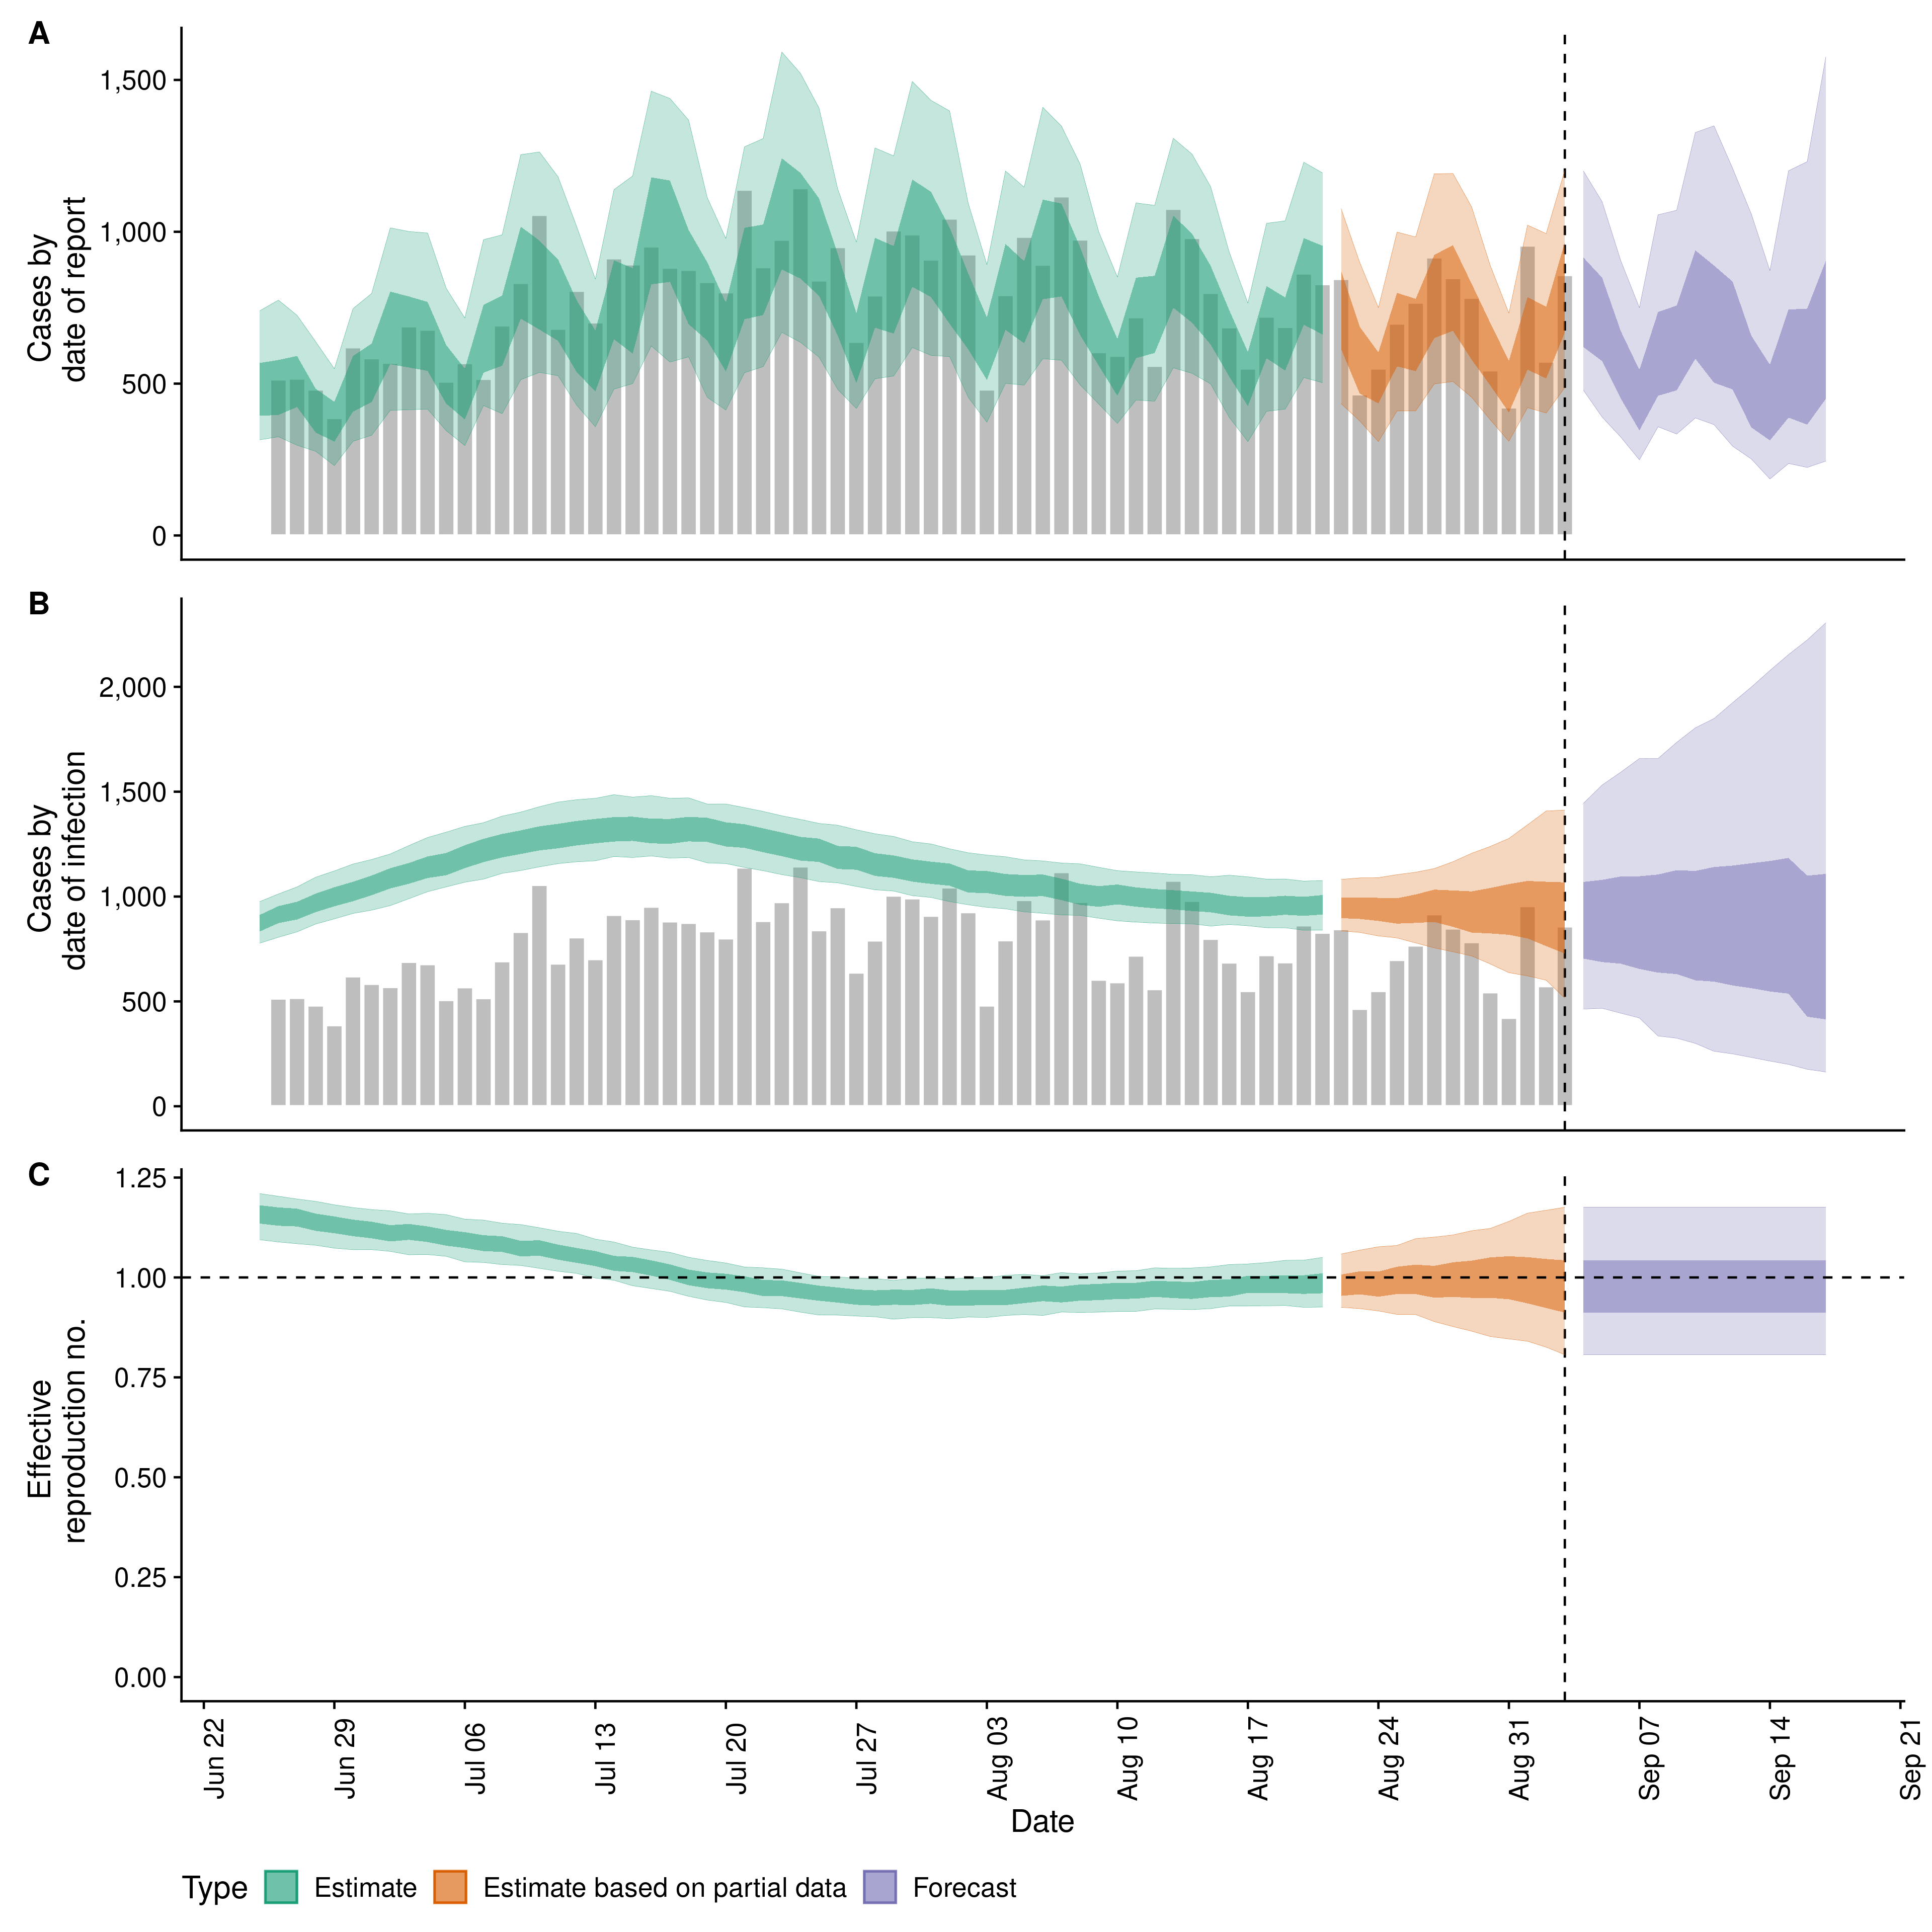 A
Cases by
date of report
1,500
1,000
500
0
B
Cases by
date of infection
2,000
1,500
1,000
500
0
C
Effective
reproduction no.
1.25
1.00
0.75
0.50
0.25
0.00
Jun 22
Jun 29
Jul 06
Jul 13
Jul 20
Jul 27
Aug 03
Aug 10
Aug 17
Aug 24
Aug 31
Sep 07
Sep 14
Sep 21
Date
Type Estimate Estimate based on partial data Forecast